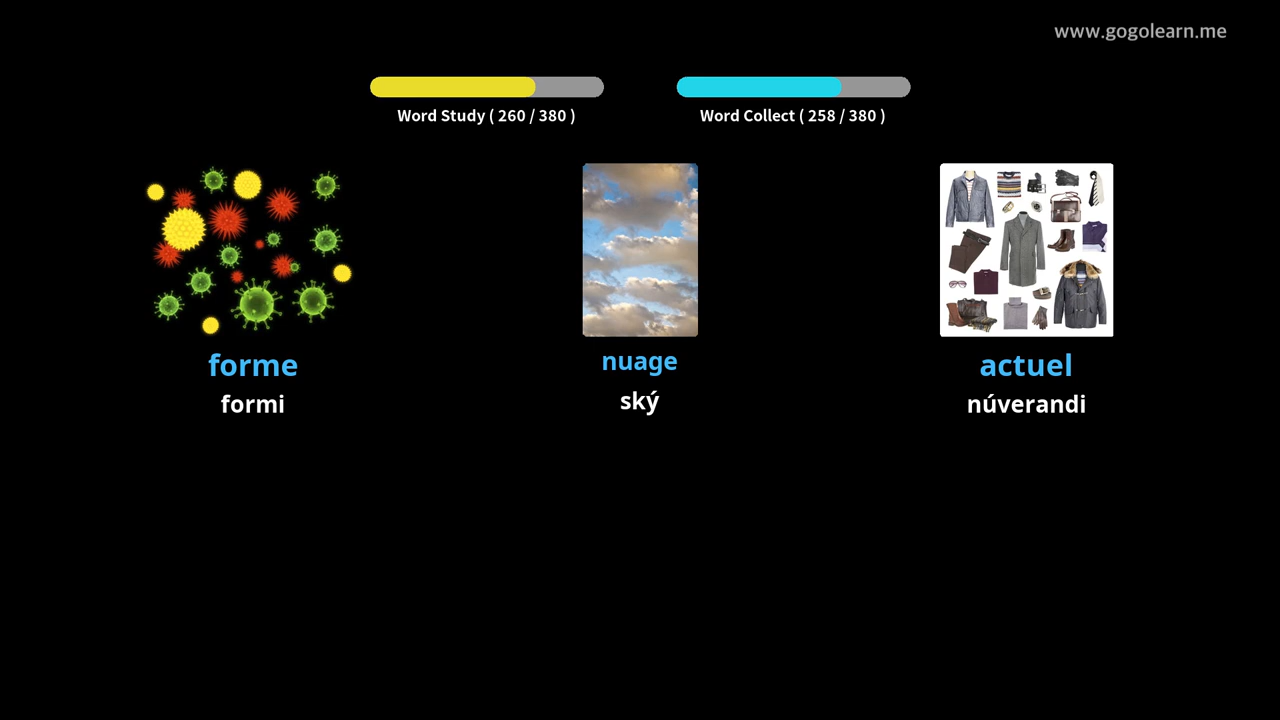 www.gogolearn.me
Word Study ( 260 / 380 )
Word Collect ( 258 / 380 )
forme
nuage
actuel
formi
ský
núverandi